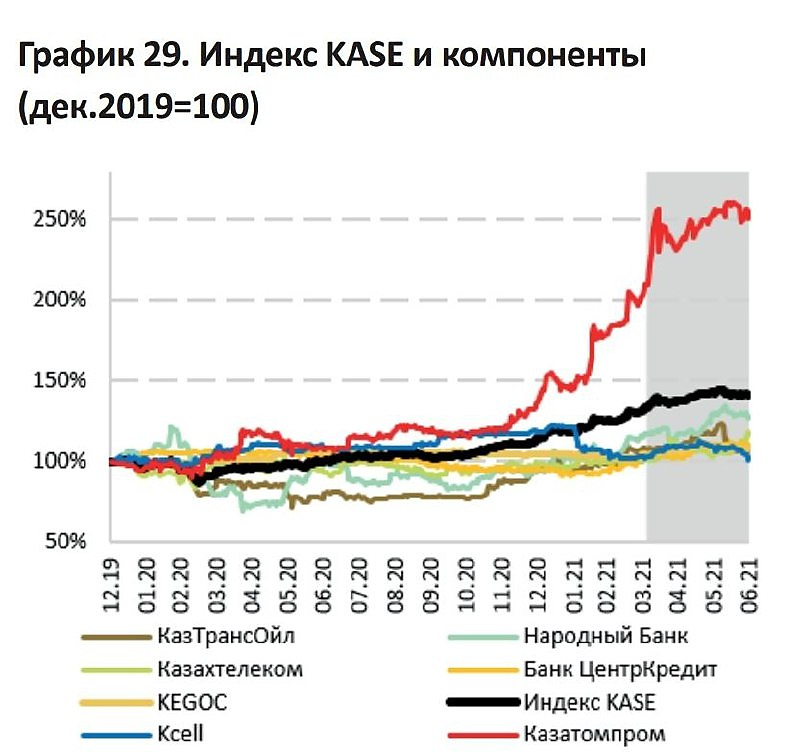 График 29. Индекс KASE и компоненты
(дек.2019=100)
250%
200%
150%
100%
50%
12.19
01.20
02.20
03.20
04.20
05.20
06.20
07.20
08.20
09.20
10.20
11.20
12.20
01.21
02.21
03.21
04.21
05.21
06.21
КазТрансОйл
Народный Банк
Казахтелеком
Банк ЦентрКредит
KEGOC
Индекс KASE
Kcell
Казатомпром